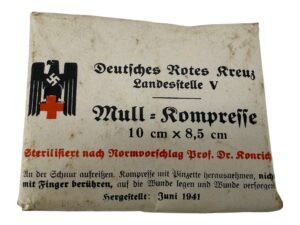 Deutsches Rotes Kreuz
Landesstelle V
Mull-Kompresse
10 cm x 8,5 cm
Sterilisiert nach Normvorschlag Prof. Dr. Konrich
An der Schnur aufreißen. Kompresse mit Pinzette herausnehmen, nicht
mit Finger berühren, auf die Wunde legen und Wunde versorgen
Hergestellt: Juni 1941